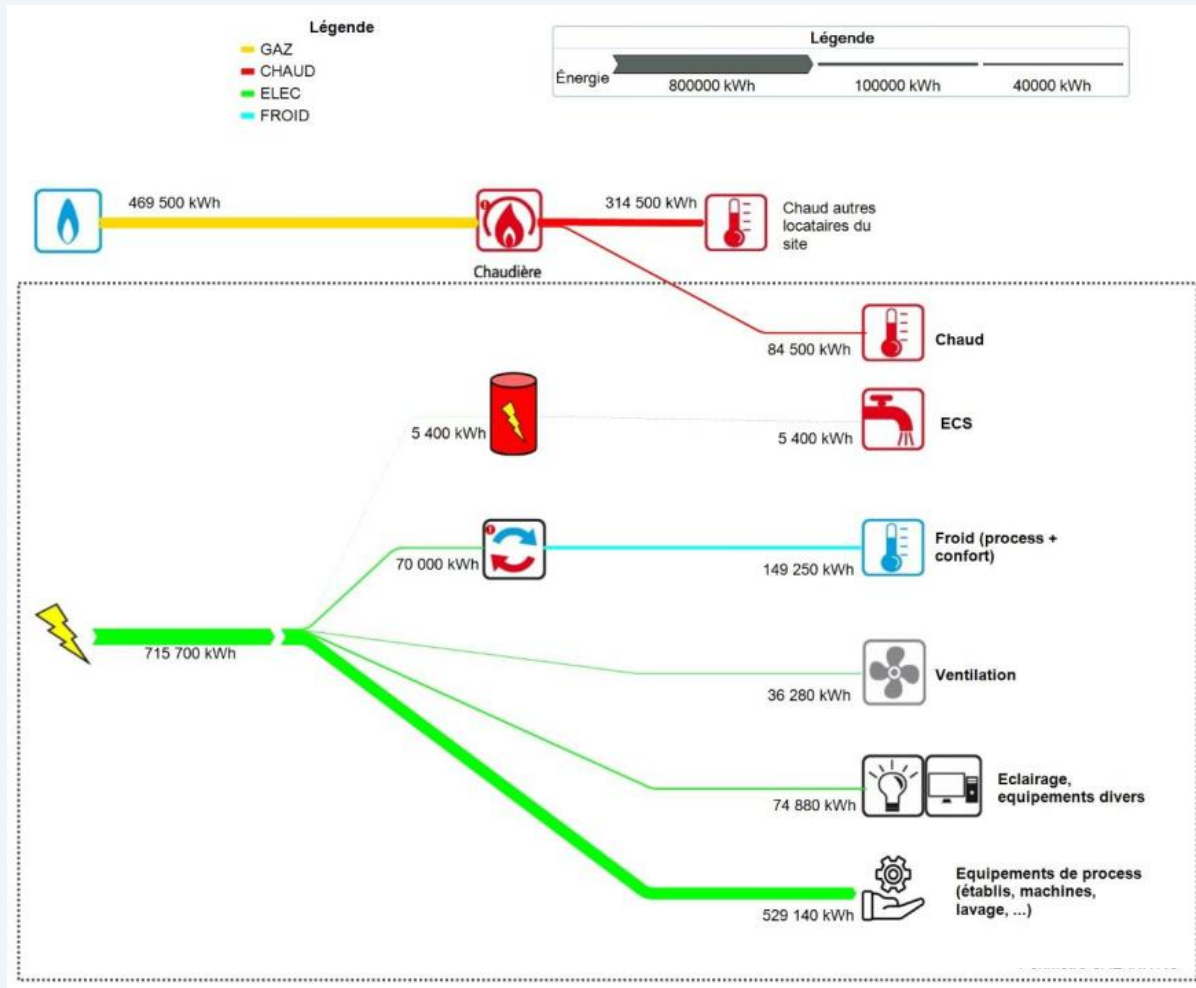 Légende
GAZ
CHAUD
ELEC
FROID
Légende
Énergie
800000 kWh
100000 kWh
40000 kWh
469 500 kWh
314 500 kWh
Chaud autres
locataires du
site
Chaudière
84 500 kWh
Chaud
5 400 kWh
5 400 kWh
ECS
70 000 kWh
149 250 kWh
Froid (process +
confort)
715 700 kWh
36 280 kWh
Ventilation
74 880 kWh
Eclairage,
equipements divers
529 140 kWh
Equipements de process
(établis, machines,
lavage, ...)